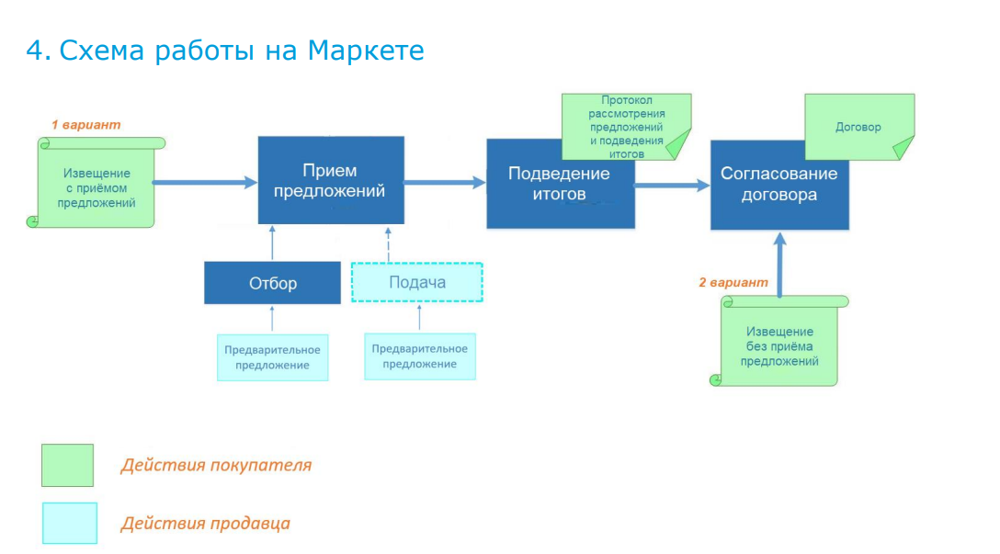 4. Схема работы на Маркете
1 вариант
Извещение
с приёмом
предложений
Прием
предложений
Протокол
рассмотрения
предложений
и подведения
итогов
Подведение
итогов
Договор
Согласование
договора
Отбор
Подача
Предварительное
предложение
Предварительное
предложение
2 вариант
Извещение
без приёма
предложений
Действия покупателя
Действия продавца